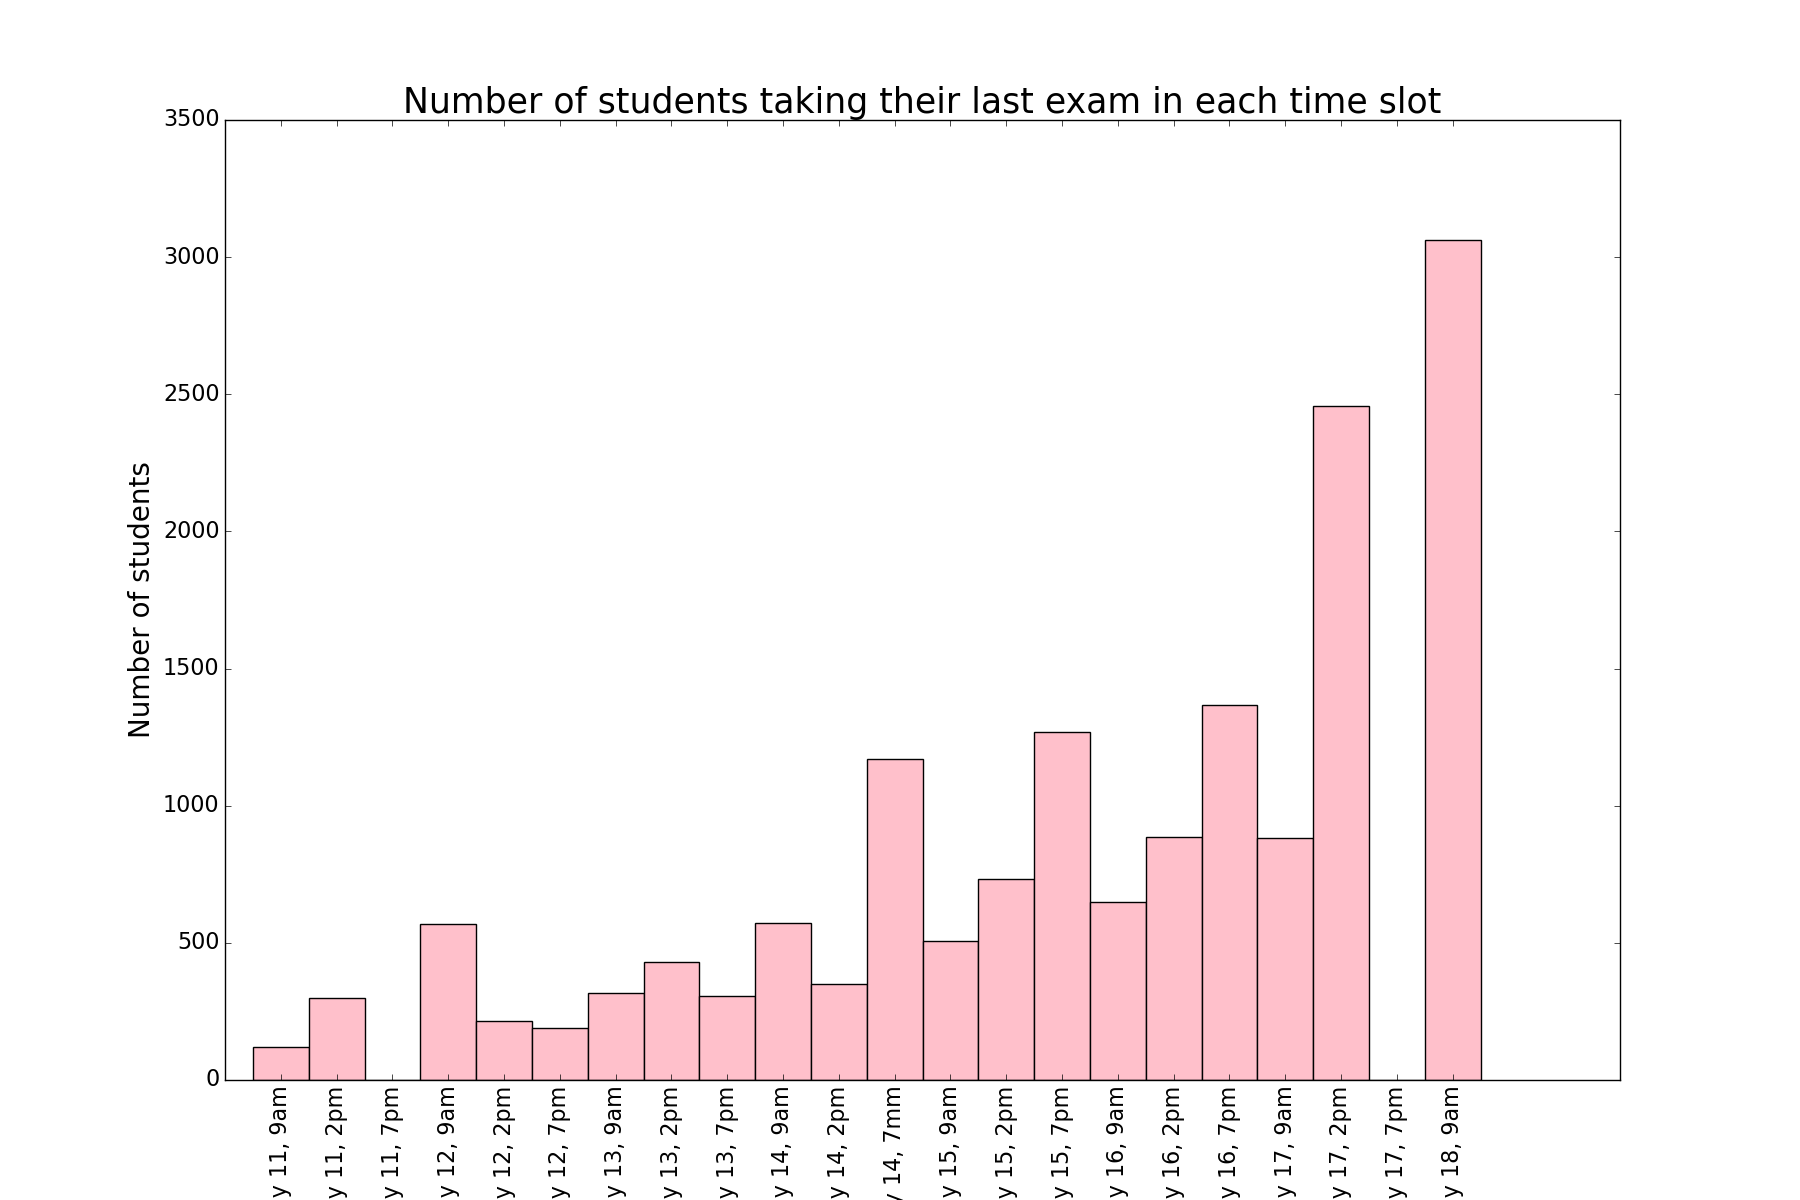 Number of students taking their last exam in each time slot
Number of students
3500
3000
2500
2000
1500
1000
500
0
y 11, 9am
y 11, 2pm
y 11, 7pm
y 12, 9am
y 12, 2pm
y 12, 7pm
y 13, 9am
y 13, 2pm
y 13, 7pm
y 14, 9am
y 14, 2pm
y 14, 7mm
y 15, 9am
y 15, 2pm
y 15, 7pm
y 16, 9am
y 16, 2pm
y 16, 7pm
y 17, 9am
y 17, 2pm
y 17, 7pm
y 18, 9am